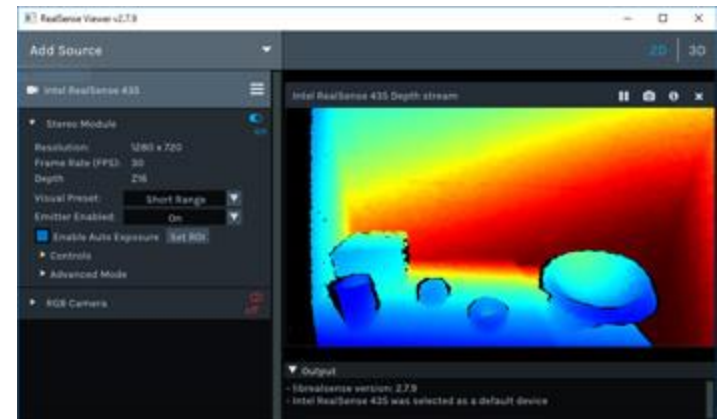 RealSense Viewer v2.7.9
Add Source
2D | 3D
Intel RealSense 435
Intel RealSense 435 Depth stream
Stereo Module
on
Resolution: 1280 x 720
Frame Rate (FPS): 30
Depth Z16
Visual Preset: Short Range
Emitter Enabled: On
Enable Auto Exposure Set ROI
Controls
Advanced Mode
RGB Camera
off
Output
- librealsense version: 2.7.9
- Intel RealSense 435 was selected as a default device